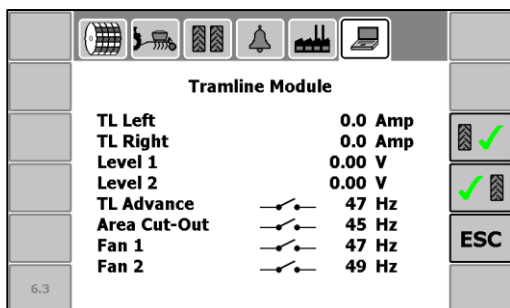 Tramline Module
TL Left 0.0 Amp
TL Right 0.0 Amp
Level 1 0.00 V
Level 2 0.00 V
TL Advance 47 Hz
Area Cut-Out 45 Hz
Fan 1 47 Hz
Fan 2 49 Hz
ESC
6.3